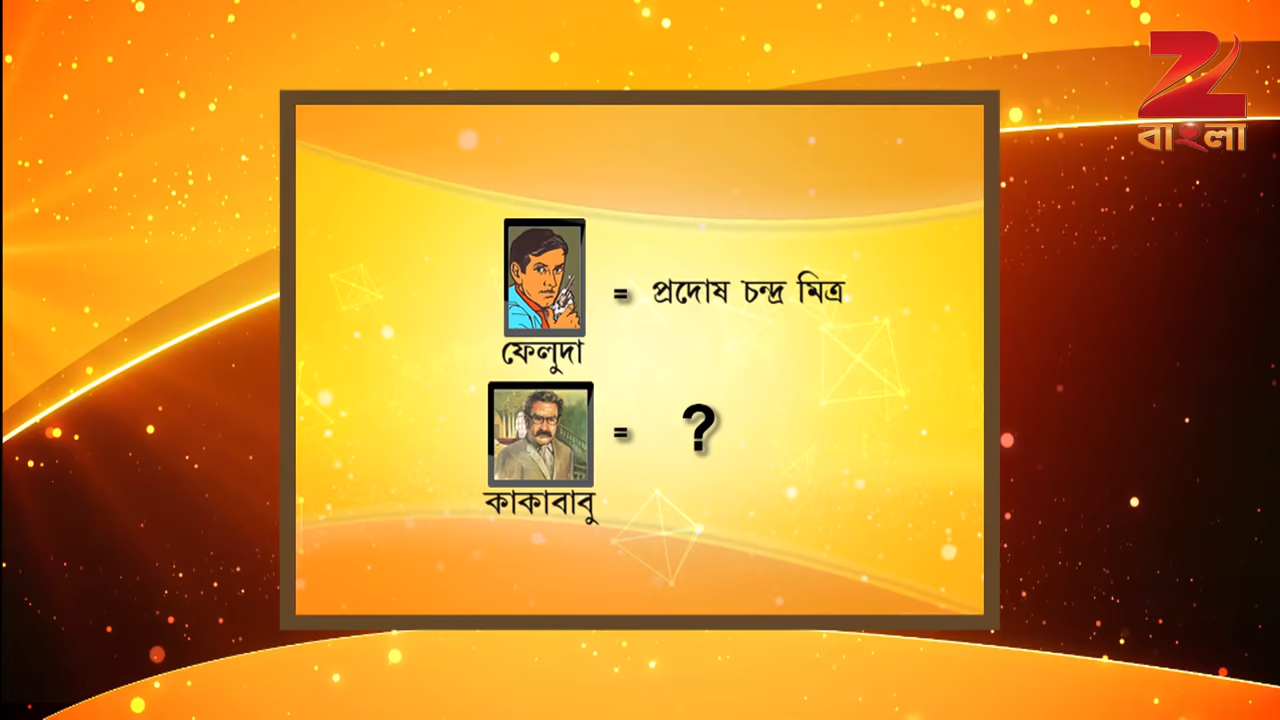 Z
বাংলা
= প্রদোষ চন্দ্র মিত্র
ফেলুদা
= ?
কাকাবাবু